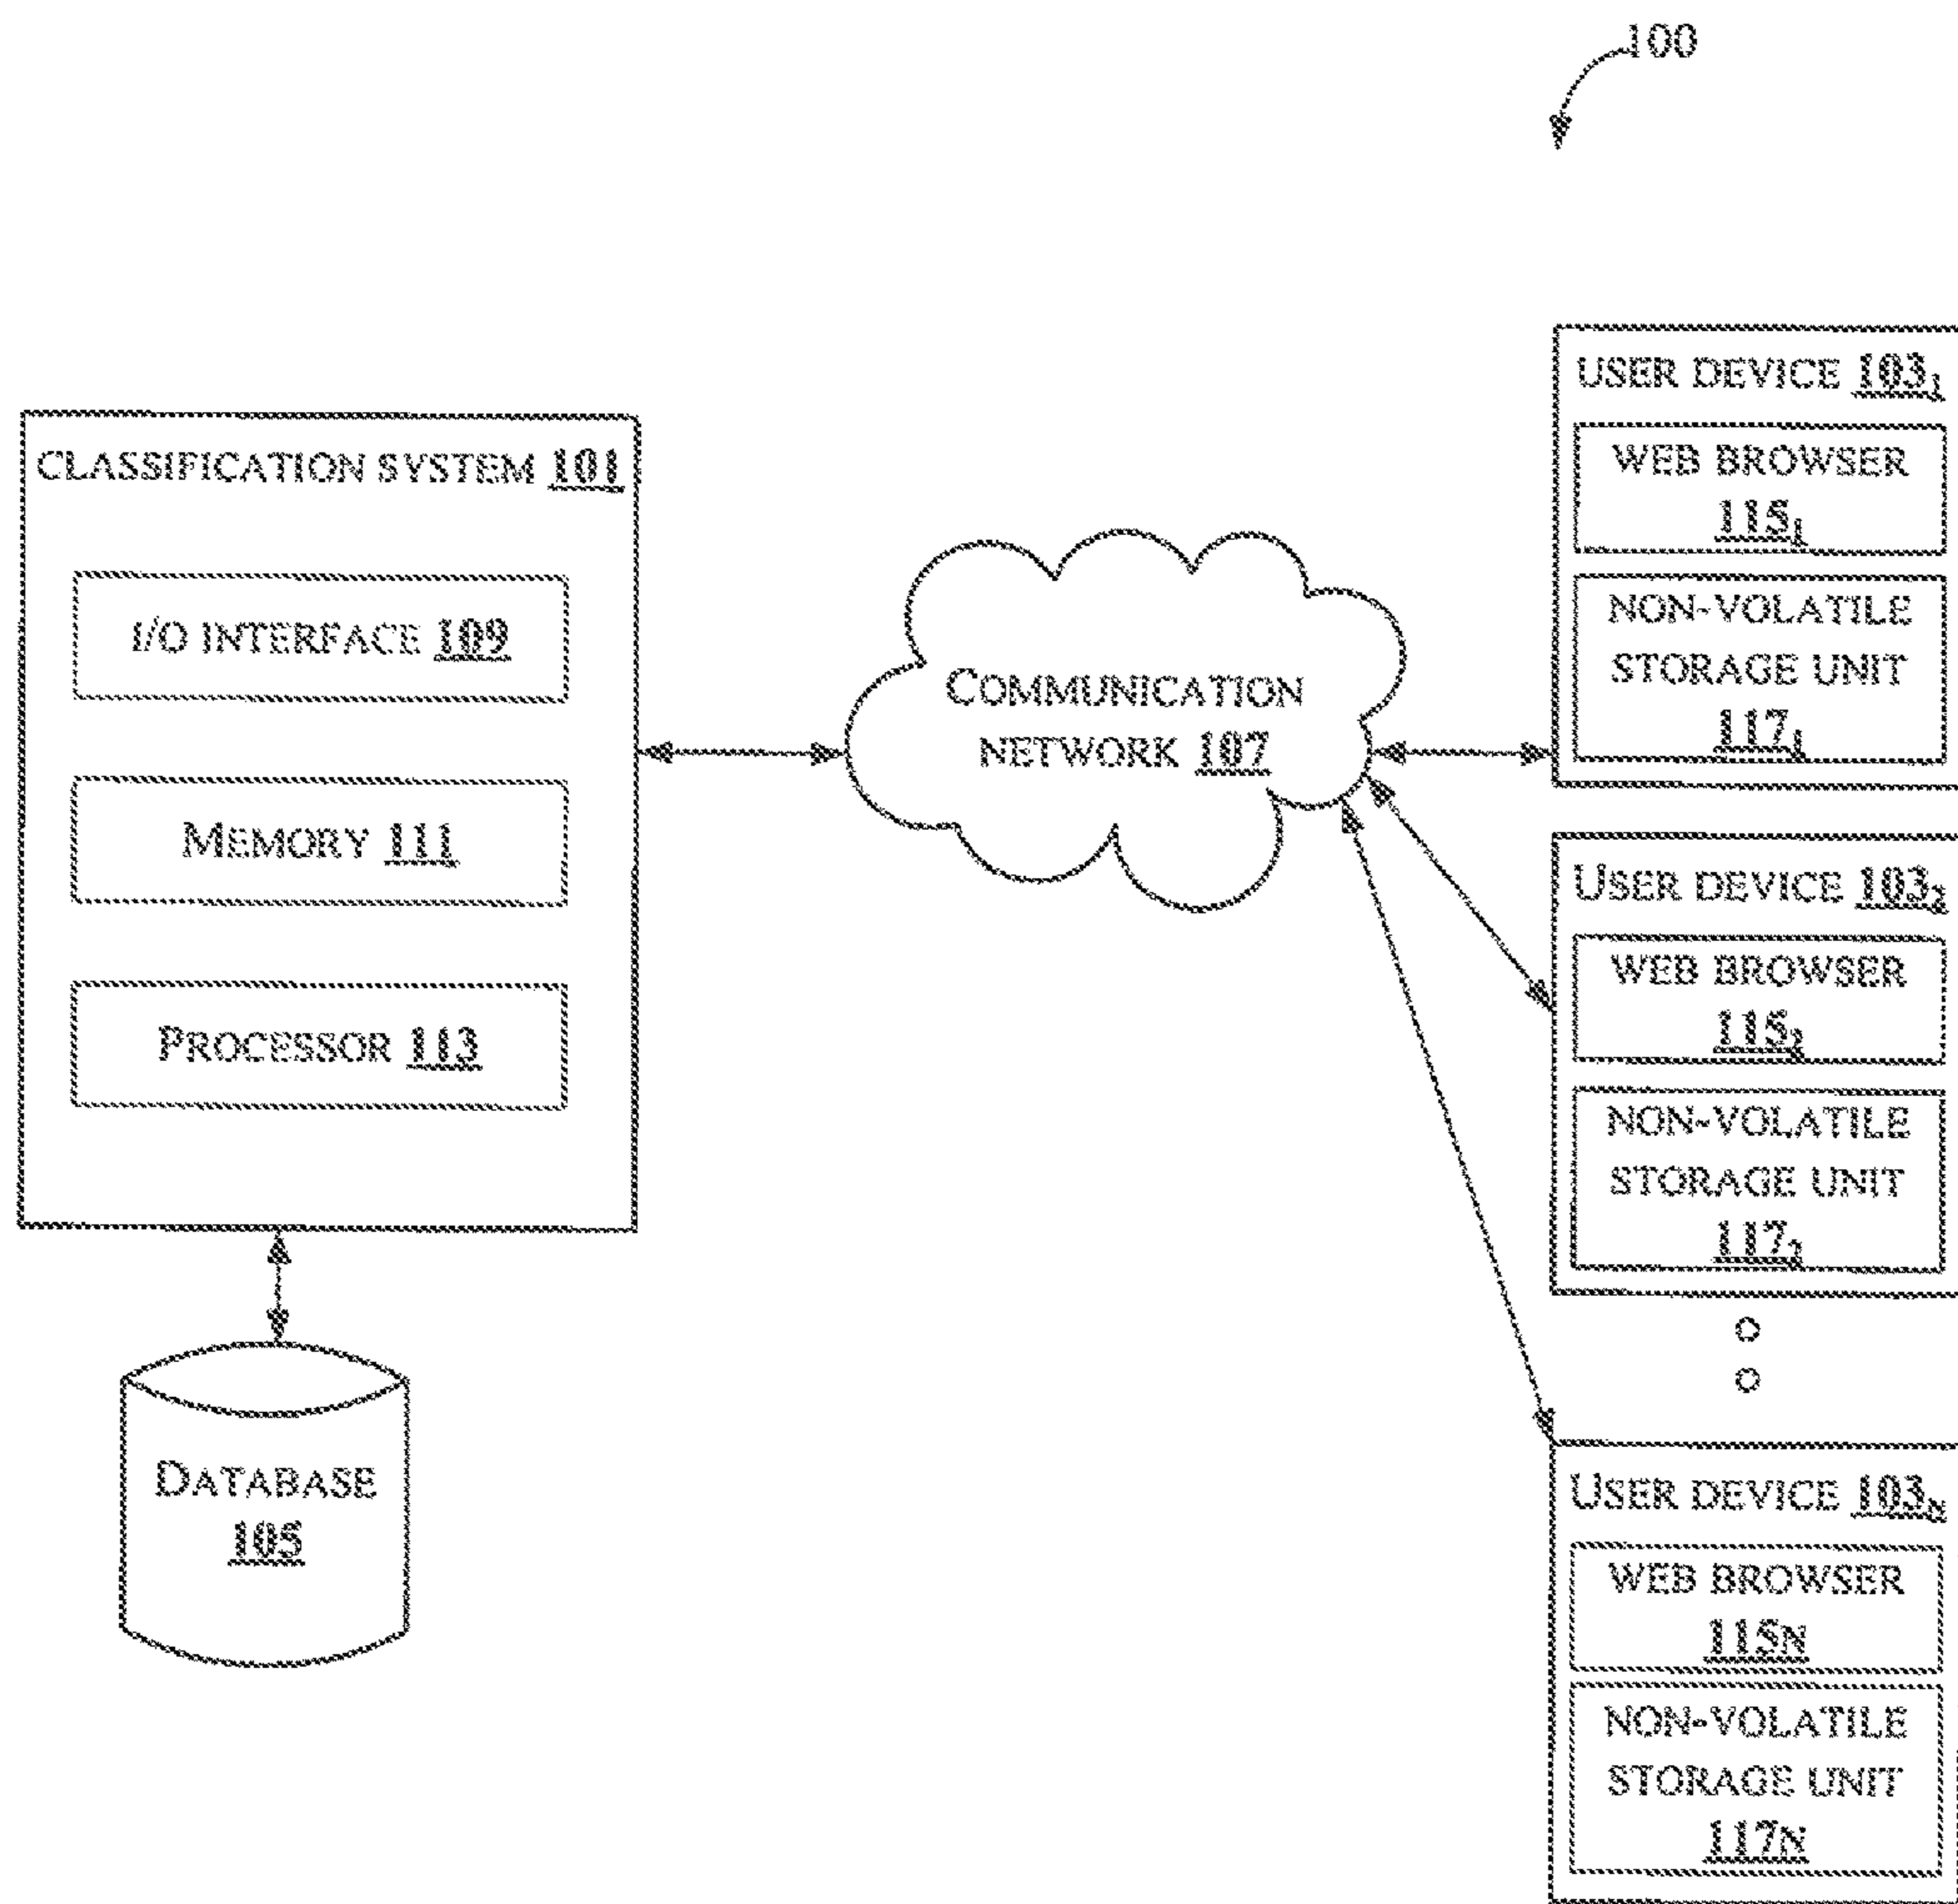 100
CLASSIFICATION SYSTEM 101
I/O INTERFACE 109
MEMORY 111
PROCESSOR 113
DATABASE
105
COMMUNICATION
NETWORK 107
USER DEVICE 103₁
WEB BROWSER
115₁
NON-VOLATILE
STORAGE UNIT
117₁
USER DEVICE 103₂
WEB BROWSER
115₂
NON-VOLATILE
STORAGE UNIT
117₂
USER DEVICE 103N
WEB BROWSER
115N
NON-VOLATILE
STORAGE UNIT
117N